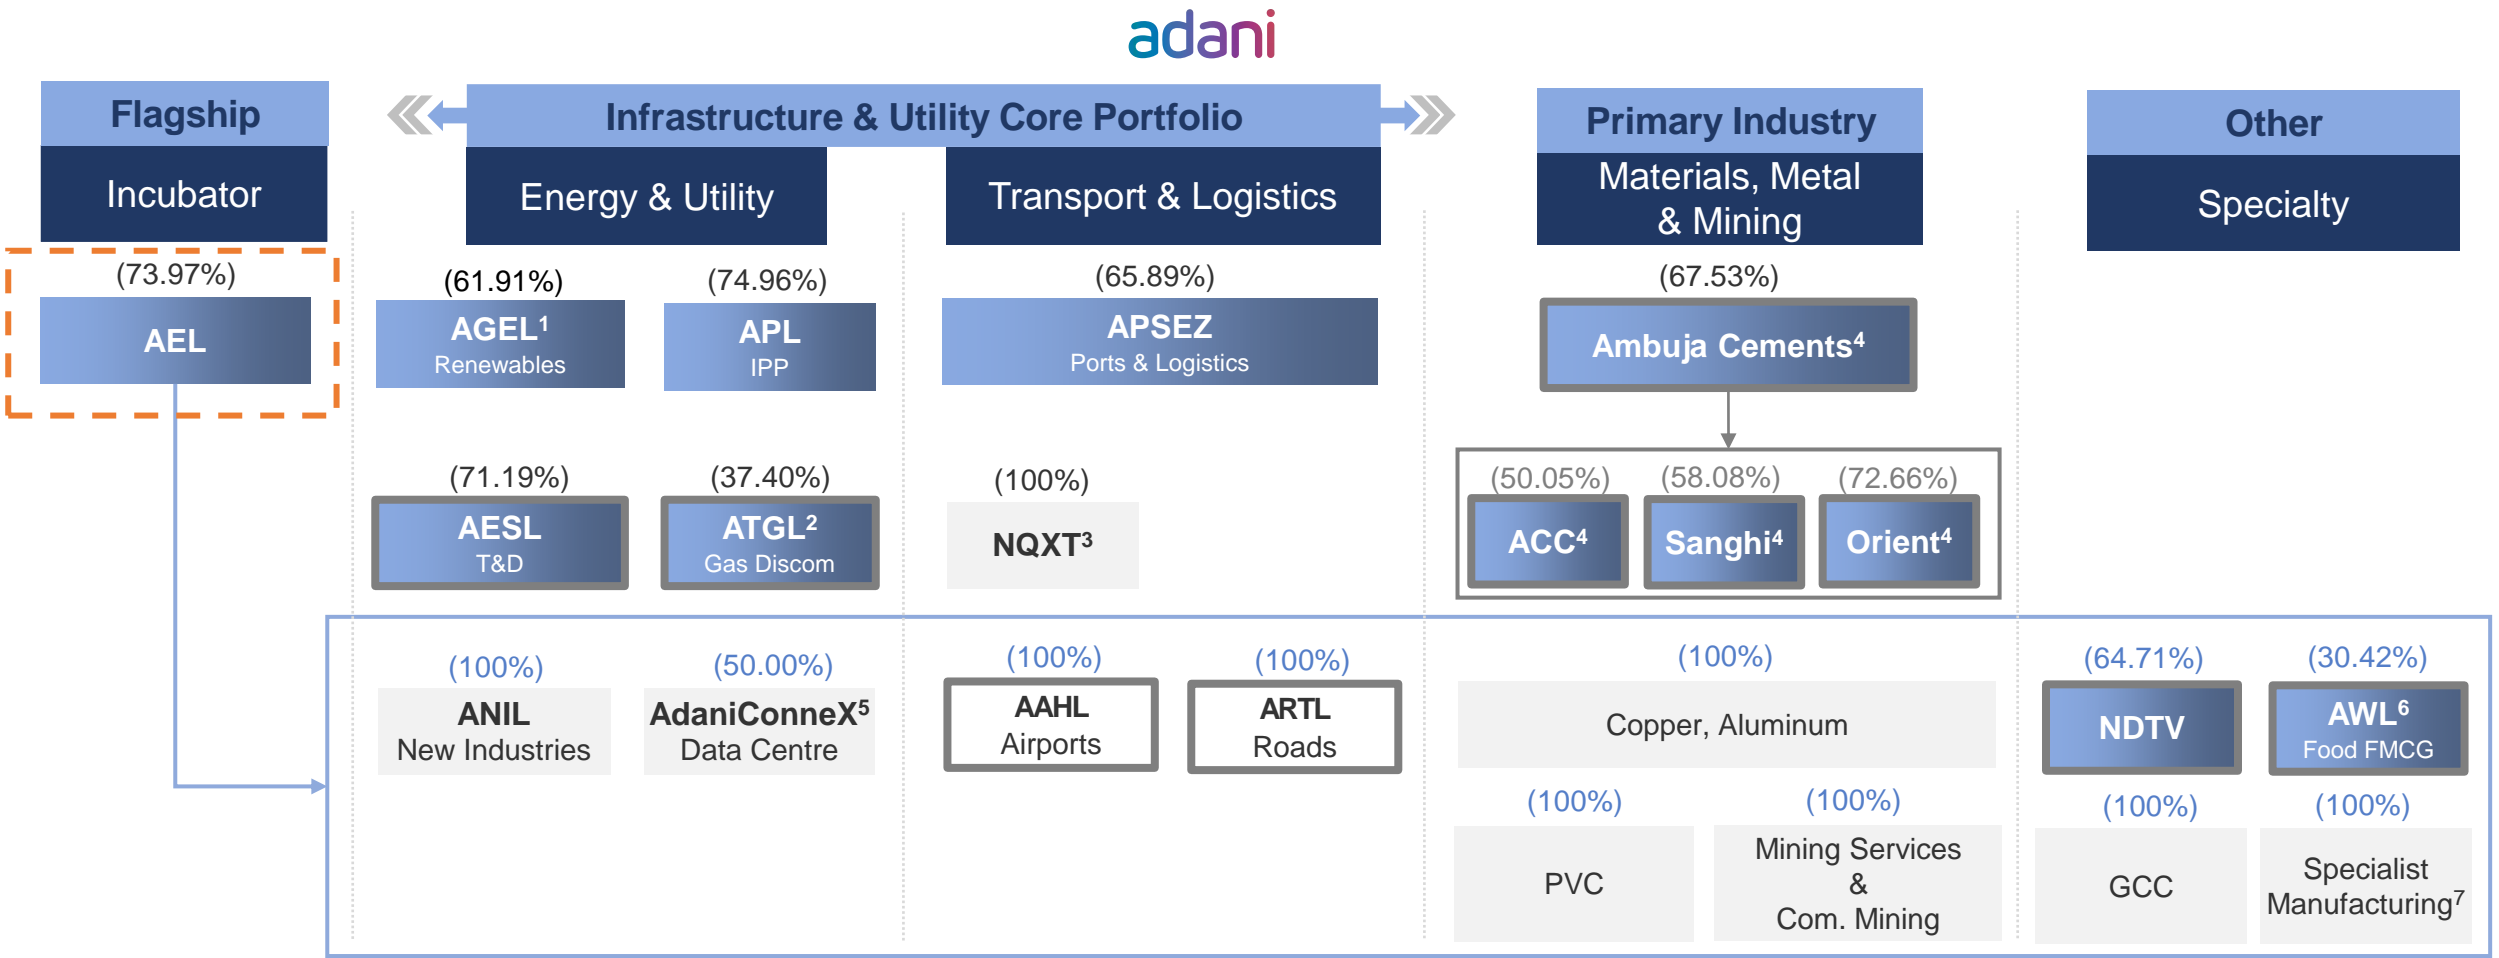 adani
Flagship
Incubator
(73.97%)
AEL
Infrastructure & Utility Core Portfolio
Energy & Utility
(61.91%)
AGEL¹
Renewables
(74.96%)
APL
IPP
(71.19%)
AESL
T&D
(37.40%)
ATGL²
Gas Discom
Transport & Logistics
(65.89%)
APSEZ
Ports & Logistics
(100%)
NQXT³
Primary Industry
Materials, Metal
& Mining
(67.53%)
Ambuja Cements⁴
(50.05%)
ACC⁴
(58.08%)
Sanghi⁴
(72.66%)
Orient⁴
Other
Specialty
(100%)
ANIL
New Industries
(50.00%)
AdaniConneX⁵
Data Centre
(100%)
AAHL
Airports
(100%)
ARTL
Roads
(100%)
Copper, Aluminum
(100%)
PVC
(100%)
Mining Services
&
Com. Mining
(64.71%)
NDTV
(30.42%)
AWL⁶
Food FMCG
(100%)
GCC
(100%)
Specialist
Manufacturing⁷